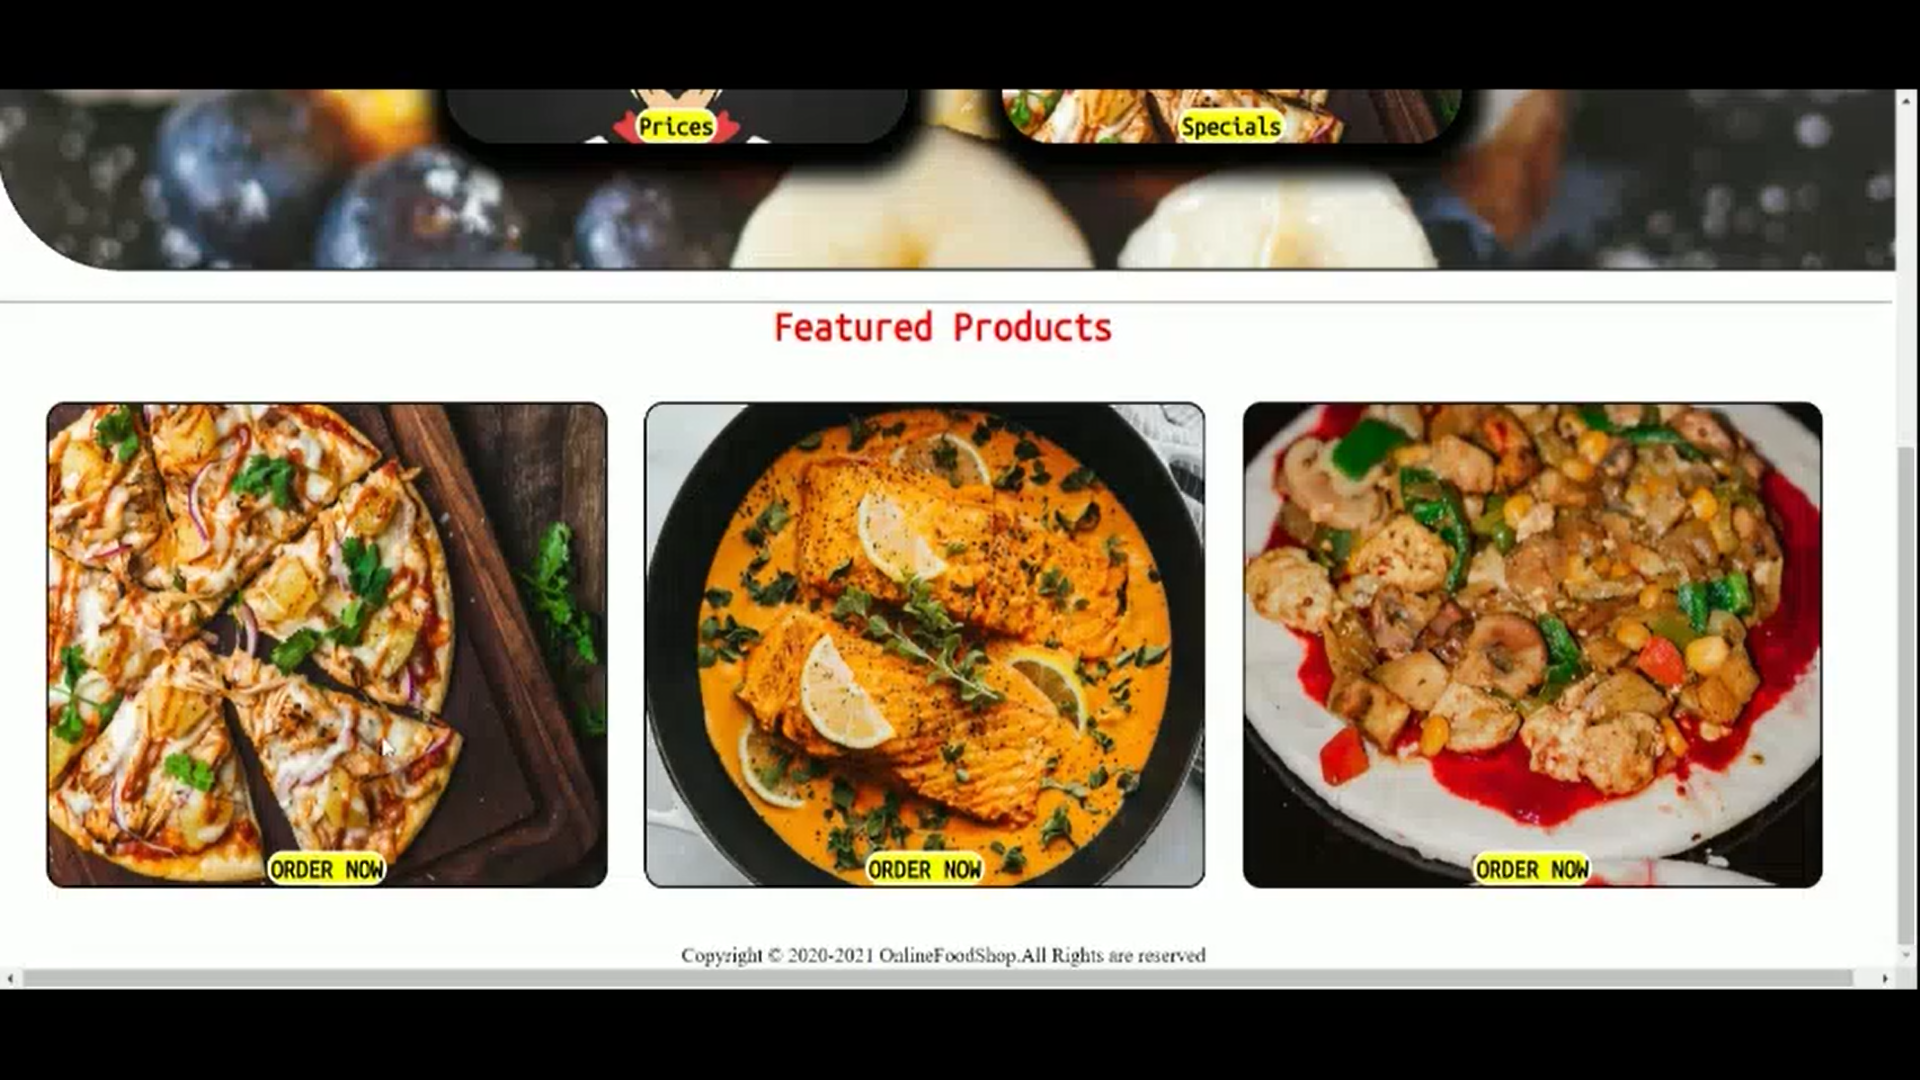 Prices
Specials
Featured Products
ORDER NOW
ORDER NOW
ORDER NOW
Copyright © 2020-2021 OnlineFoodShop.All Rights are reserved